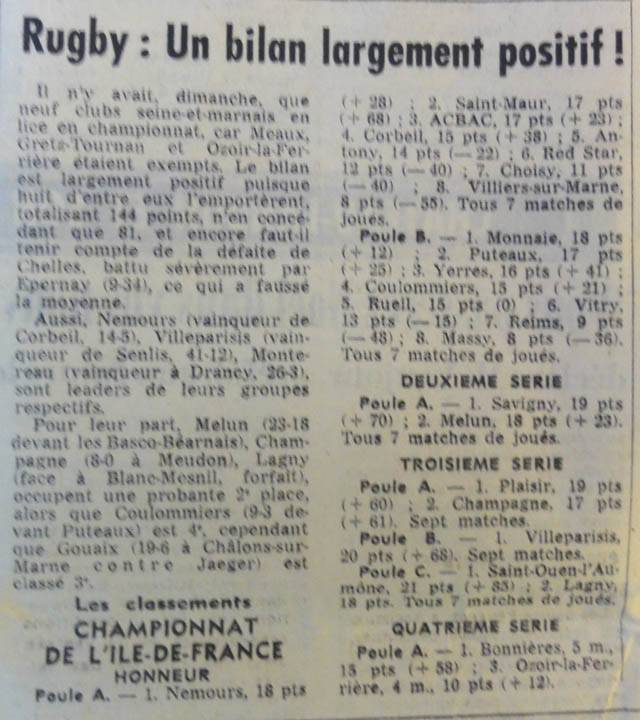 Rugby : Un bilan largement positif !
Il n'y avait, dimanche, que
neuf clubs seine-et-marnais en
lice en championnat, car Meaux,
Gretz-Tournan et Ozoir-la-Fer-
rière étaient exempts. Le bilan
est largement positif puisque
huit d'entre eux l'emportèrent,
totalisant 144 points, n'en concé-
dant que 81, et encore faut-il
tenir compte de la défaite de
Chelles, battu sévèrement par
Epernay (9-34), ce qui a faussé
la moyenne.
Aussi, Nemours (vainqueur de
Corbeil, 14-5), Villeparisis (vain-
queur de Senlis, 41-12), Monte-
reau (vainqueur à Drancy, 26-3),
sont leaders de leurs groupes
respectifs.
Pour leur part, Melun (23-18
devant les Basco-Béarnais), Cham-
pagne (8-0 à Meudon), Lagny
(face à Blanc-Mesnil, forfait),
occupent une probante 2e place,
alors que Coulommiers (9-3 de-
vant Puteaux) est 4e, cependant
que Gouaix (19-6 à Châlons-sur-
Marne contre Jaeger) est
classé 3e.
Les classements
CHAMPIONNAT
DE L'ILE-DE-FRANCE
HONNEUR
Poule A. — 1. Nemours, 18 pts
(+ 28) ; 2. Saint-Maur, 17 pts
(+ 68) ; 3. ACBAC, 17 pts (+ 23) ;
4. Corbeil, 15 pts (+ 38) ; 5. An-
tony, 14 pts (— 22) ; 6. Red Star,
12 pts (— 40) ; 7. Choisy, 11 pts
(— 40) ; 8. Villiers-sur-Marne,
8 pts (— 55). Tous 7 matches de
joués.
Poule B. — 1. Monnaie, 18 pts
(+ 12) ; 2. Puteaux, 17 pts
(+ 25) ; 3. Yerres, 16 pts (+ 41) ;
4. Coulommiers, 15 pts (+ 21) ;
5. Rueil, 15 pts (0) ; 6. Vitry,
13 pts (— 15) ; 7. Reims, 9 pts
(— 48) ; 8. Massy, 8 pts (— 36).
Tous 7 matches de joués.
DEUXIEME SERIE
Poule A. — 1. Savigny, 19 pts
(+ 70) ; 2. Melun, 18 pts (+ 23).
Tous 7 matches de joués.
TROISIEME SERIE
Poule A. — 1. Plaisir, 19 pts
(+ 60) ; 2. Champagne, 17 pts
(+ 61). Sept matches.
Poule B. — 1. Villeparisis,
20 pts (+ 68). Sept matches.
Poule C. — 1. Saint-Ouen-l'Au-
mône, 21 pts (+ 85) ; 2. Lagny,
18 pts. Tous 7 matches de joués.
QUATRIEME SERIE
Poule A. — 1. Bonnières, 5 m.,
15 pts (+ 58) ; 3. Ozoir-la-Fer-
rière, 4 m., 10 pts (+ 12).